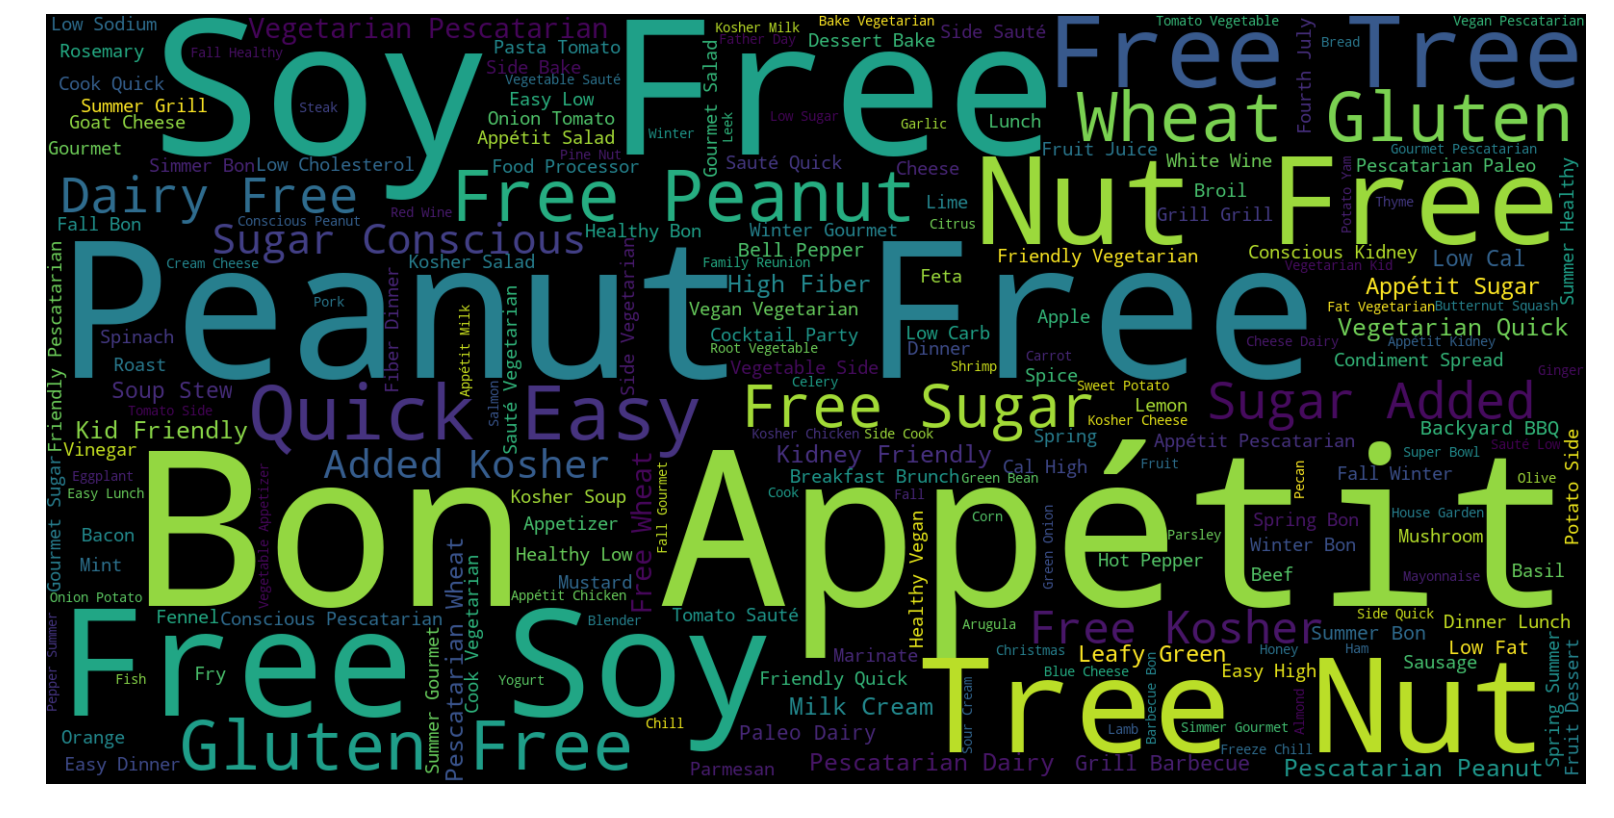 Low Sodium
Vegetarian Pescatarian
Soy Free
Kosher Milk
Bake Vegetarian
Side Sauté
Free Tree
Tomato Vegetable
Vegan Pescatarian
Rosemary
Fall Healthy
Pasta Tomato
Father Day
Dessert Bake
Bread
Fourth July
Cook Quick
Side Bake
Vegetable Sauté
Gourmet Salad
Summer Grill
Steak
Easy Low
Low Sugar
Wheat Gluten
Goat Cheese
Onion Tomato
Garlic
Lunch
Gourmet
Appétit Salad
Winter
Leek
Fruit Juice
Gourmet Pescatarian
Simmer Bon
Low Cholesterol
Food Processor
Pine Nut
Sauté Quick
Cheese
Nut Free
White Wine
Pescatarian Paleo
Summer Healthy
Dairy Free
Free Peanut
Broil
Potato Yam
Thyme
Lime
Fall Bon
Conscious Peanut
Red Wine
Healthy Bon
Winter Gourmet
Citrus
Grill Grill
Sugar Conscious
Bell Pepper
Friendly Vegetarian
Conscious Kidney
Low Cal
Friendly Pescatarian
Peanut Free
Cream Cheese
Kosher Salad
Family Reunion
Vegetarian Kid
Side Vegetarian
High Fiber
Feta
Appétit Sugar
Pork
Fiber Dinner
Vegan Vegetarian
Apple
Fat Vegetarian
Butternut Squash
Spinach
Appétit Milk
Sauté Vegetarian
Cocktail Party
Low Carb
Vegetarian Quick
Root Vegetable
Dinner
Cheese Dairy
Appétit Kidney
Roast
Vegetable Side
Shrimp
Carrot
Spice
Condiment Spread
Ginger
Soup Stew
Quick Easy
Salmon
Celery
Free Sugar
Sweet Potato
Sugar Added
Tomato Side
Lemon
Kosher Cheese
Kid Friendly
Kosher Chicken
Side Cook
Spring
Backyard BBQ
Vinegar
Kidney Friendly
Appétit Pescatarian
Sauté Low
Potato Side
Gourmet Sugar
Added Kosher
Free Wheat
Cal High
Fruit
Super Bowl
Eggplant
Vegetable Appetizer
Breakfast Brunch
Green Bean
Pecan
Fall Winter
Olive
Easy Lunch
Bon Appétit
Kosher Soup
Fall Gourmet
Cook
Fall
Bacon
Appetizer
Corn
Spring Bon
House Garden
Mint
Healthy Low
Healthy Vegan
Green Onion
Parsley
Winter Bon
Mushroom
Pescatarian Wheat
Hot Pepper
Mustard
Beef
Mayonnaise
Basil
Onion Potato
Appétit Chicken
Fennel
Conscious Pescatarian
Blender
Tomato Sauté
Arugula
Side Quick
Dinner Lunch
Pepper Summer
Free Soy
Free Kosher
Summer Bon
Cook Vegetarian
Summer Gourmet
Marinate
Christmas
Leafy Green
Honey
Ham
Low Fat
Fish
Fry
Yogurt
Friendly Quick
Tree Nut
Blue Cheese
Barbecue Bon
Easy High
Sausage
Spring Summer
Fruit Dessert
Milk Cream
Sour Cream
Almond
Orange
Gluten Free
Chill
Paleo Dairy
Lamb
Simmer Gourmet
Freeze Chill
Easy Dinner
Parmesan
Pescatarian Dairy
Grill Barbecue
Pescatarian Peanut